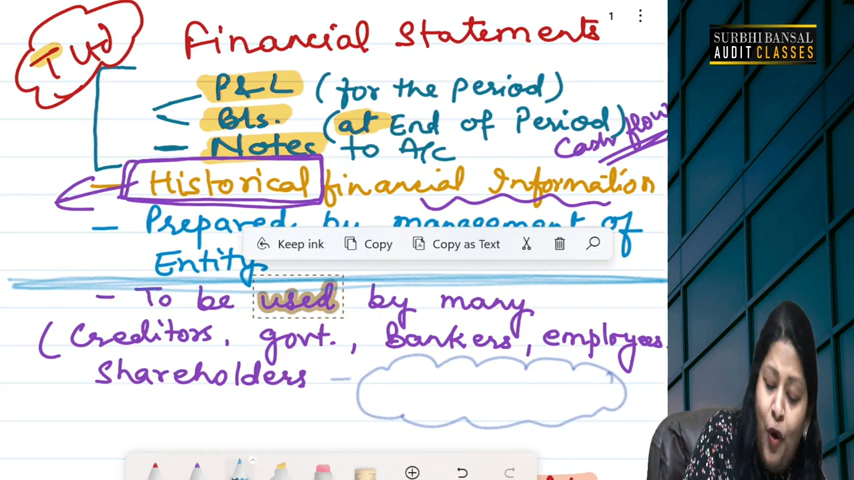 1
SURBHI BANSAL
AUDIT CLASSES
Financial Statements
P&L (for the Period)
B/s. (at End of Period)
Cash flow
Notes to A/c
- Historical financial Information
- Prepared by management of
Entity.
Keep ink Copy Copy as Text
- To be used by many
(Creditors, govt., Bankers, employees.
Shareholders -